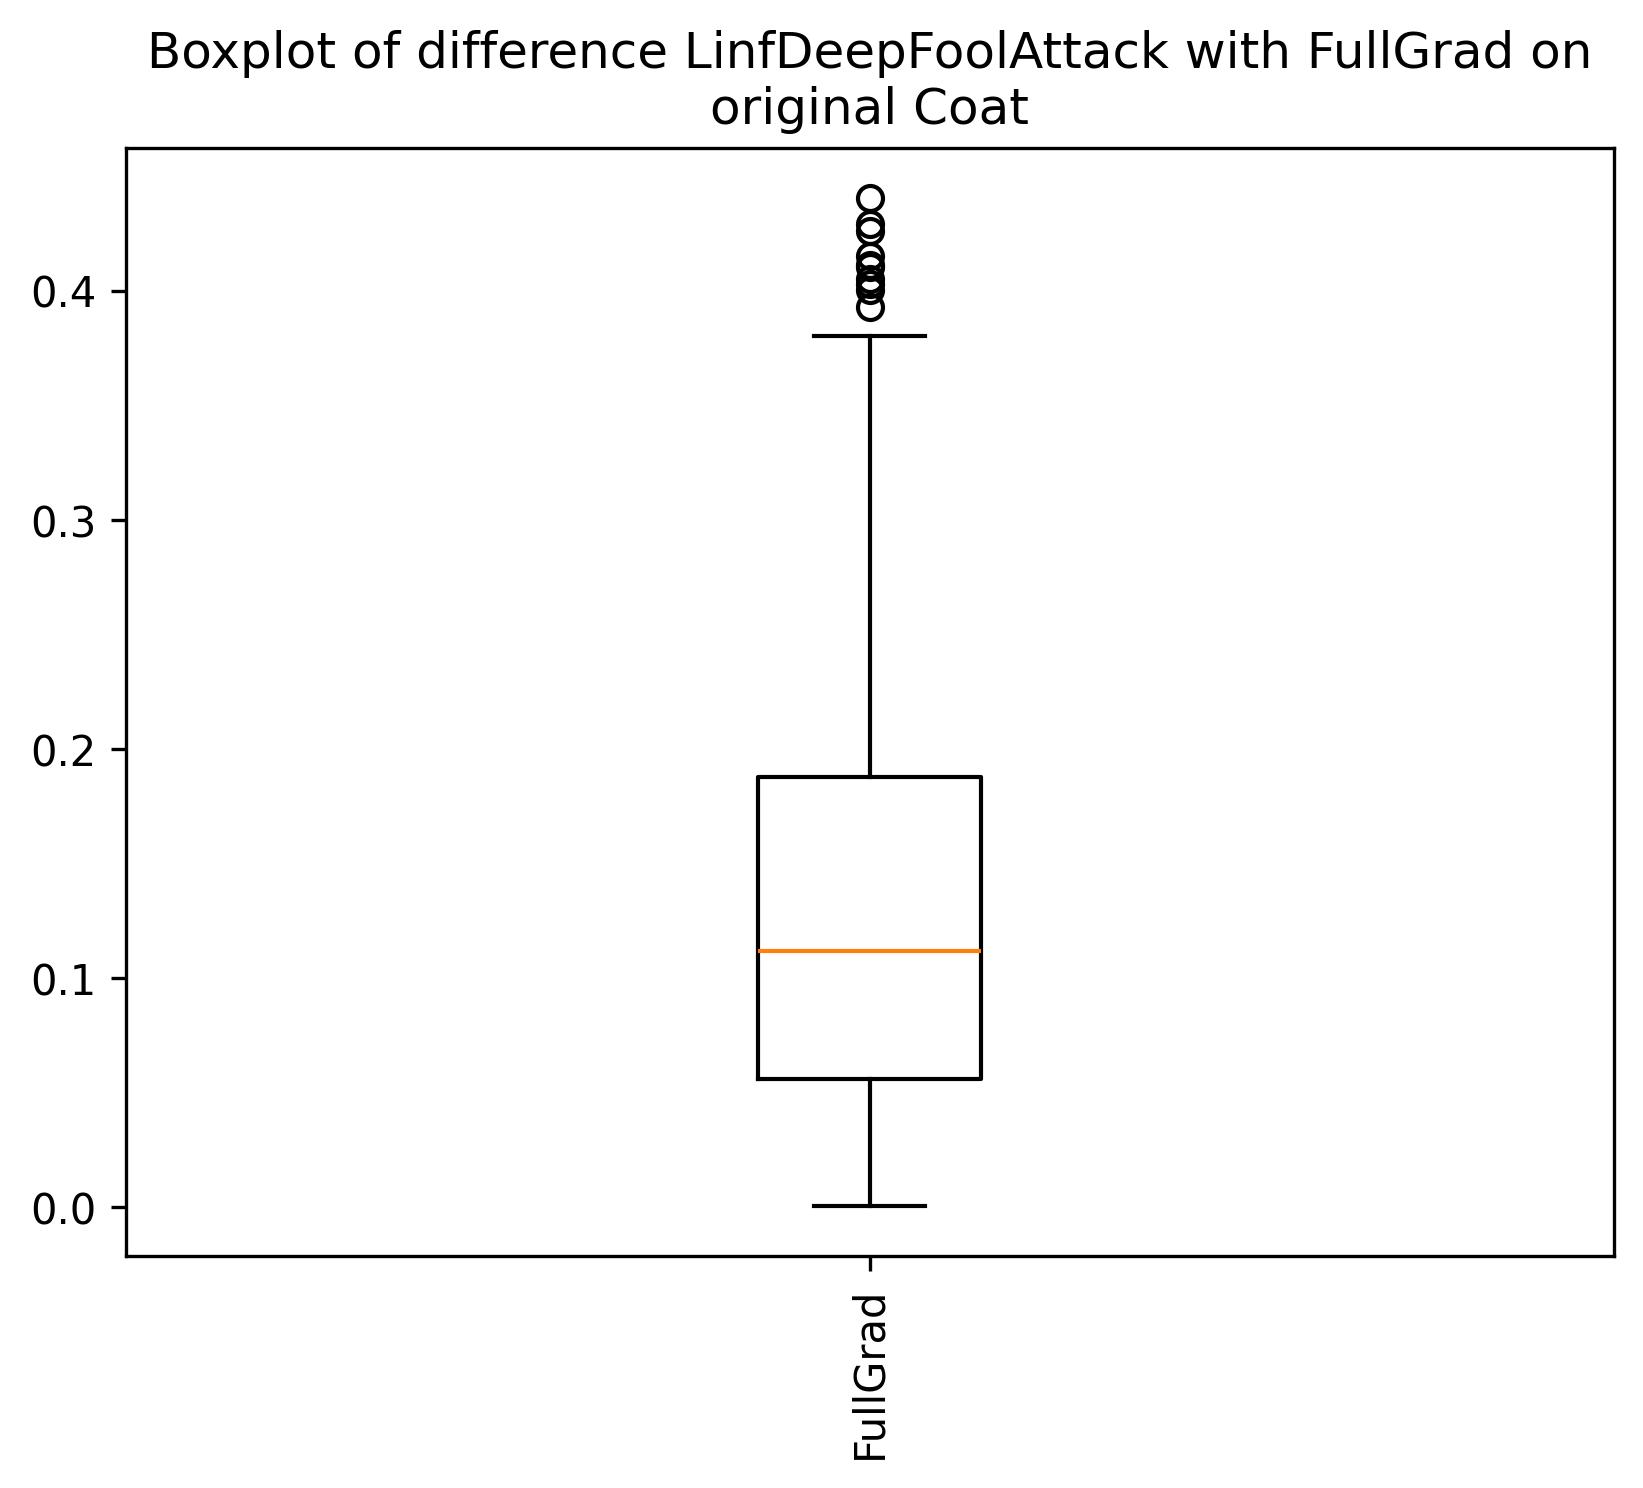 Boxplot of difference LinfDeepFoolAttack with FullGrad on
original Coat
0.4
0.3
0.2
0.1
0.0
FullGrad